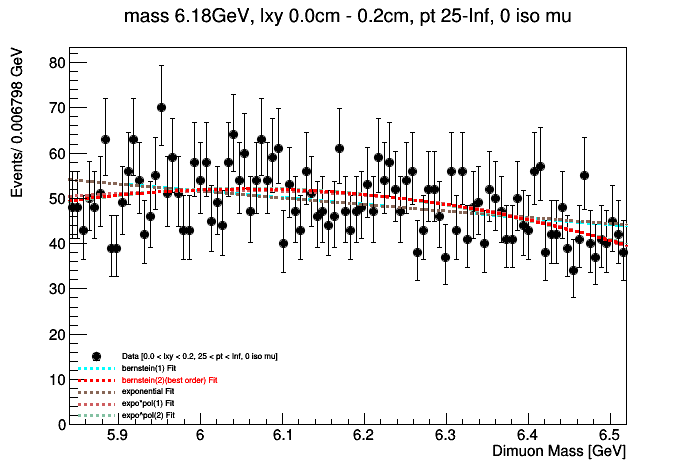 mass 6.18GeV, lxy 0.0cm - 0.2cm, pt 25-Inf, 0 iso mu
Events/ 0.006798 GeV
80
70
60
50
40
30
20
10
0
Data [0.0 < lxy < 0.2, 25 < pt < Inf, 0 iso mu]
bernstein(1) Fit
bernstein(2)(best order) Fit
exponential Fit
expo*pol(1) Fit
expo*pol(2) Fit
5.9 6 6.1 6.2 6.3 6.4 6.5
Dimuon Mass [GeV]